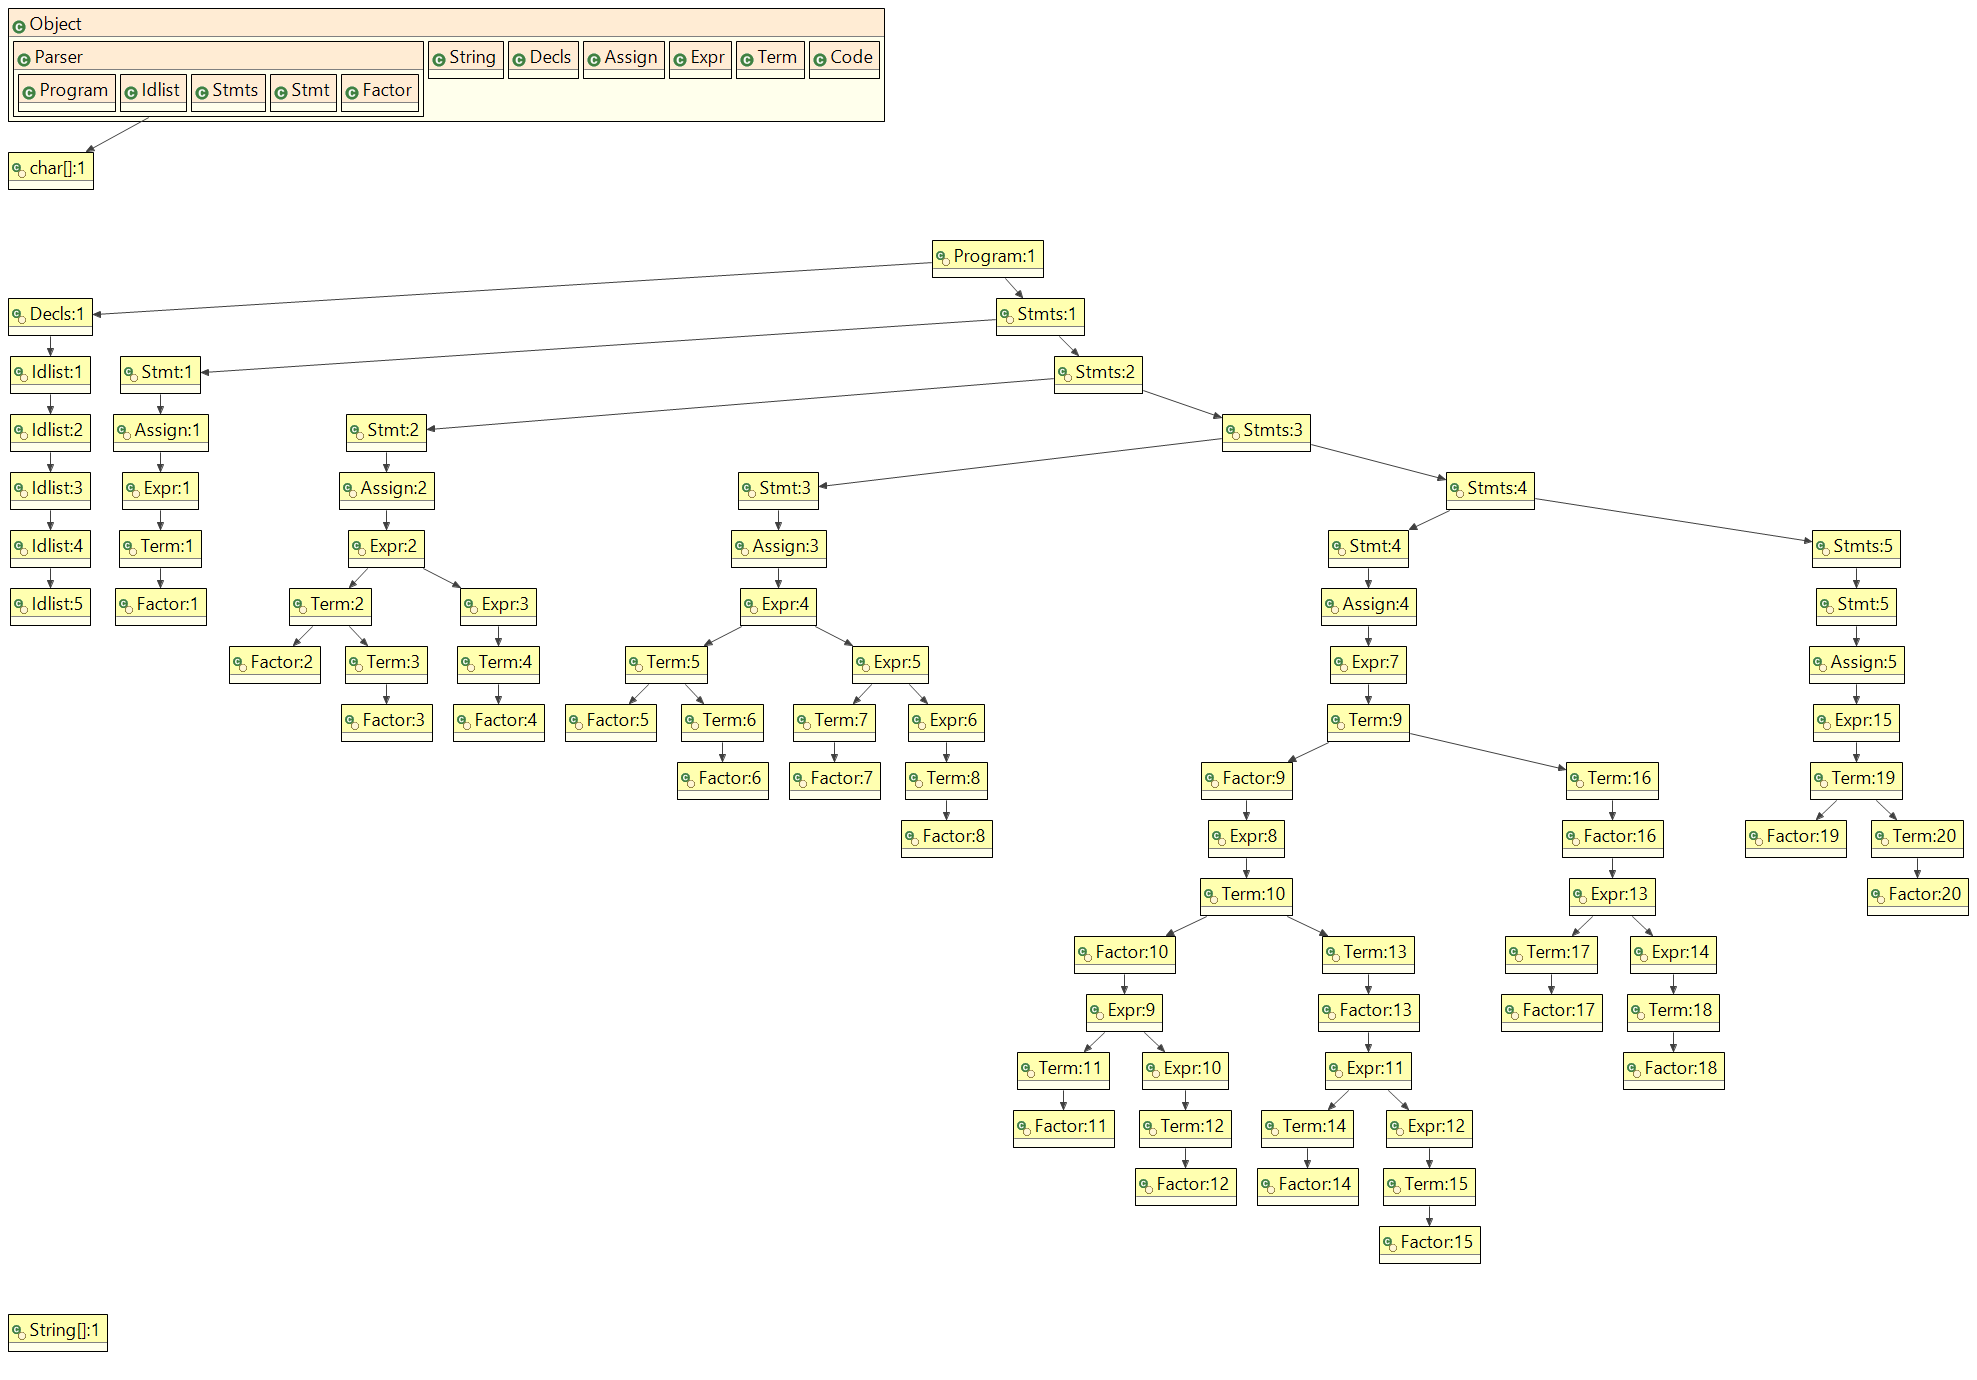 Object
Parser String Decls Assign Expr Term Code
Program Idlist Stmts Stmt Factor
char[]:1
Program:1
Decls:1 Stmts:1
Idlist:1 Stmt:1 Stmts:2
Idlist:2 Assign:1 Stmt:2 Stmts:3
Idlist:3 Expr:1 Assign:2 Stmt:3 Stmts:4
Idlist:4 Term:1 Expr:2 Assign:3 Stmt:4 Stmts:5
Idlist:5 Factor:1 Term:2 Expr:3 Expr:4 Assign:4 Stmt:5
Factor:2 Term:3 Term:4 Term:5 Expr:5 Expr:7 Assign:5
Factor:3 Factor:4 Factor:5 Term:6 Term:7 Expr:6 Term:9 Expr:15
Factor:6 Factor:7 Term:8 Factor:9 Term:16 Term:19
Factor:8 Expr:8 Factor:16 Factor:19 Term:20
Term:10 Expr:13 Factor:20
Factor:10 Term:13 Term:17 Expr:14
Expr:9 Factor:13 Factor:17 Term:18
Term:11 Expr:10 Expr:11 Factor:18
Factor:11 Term:12 Term:14 Expr:12
Factor:12 Factor:14 Term:15
Factor:15
String[]:1